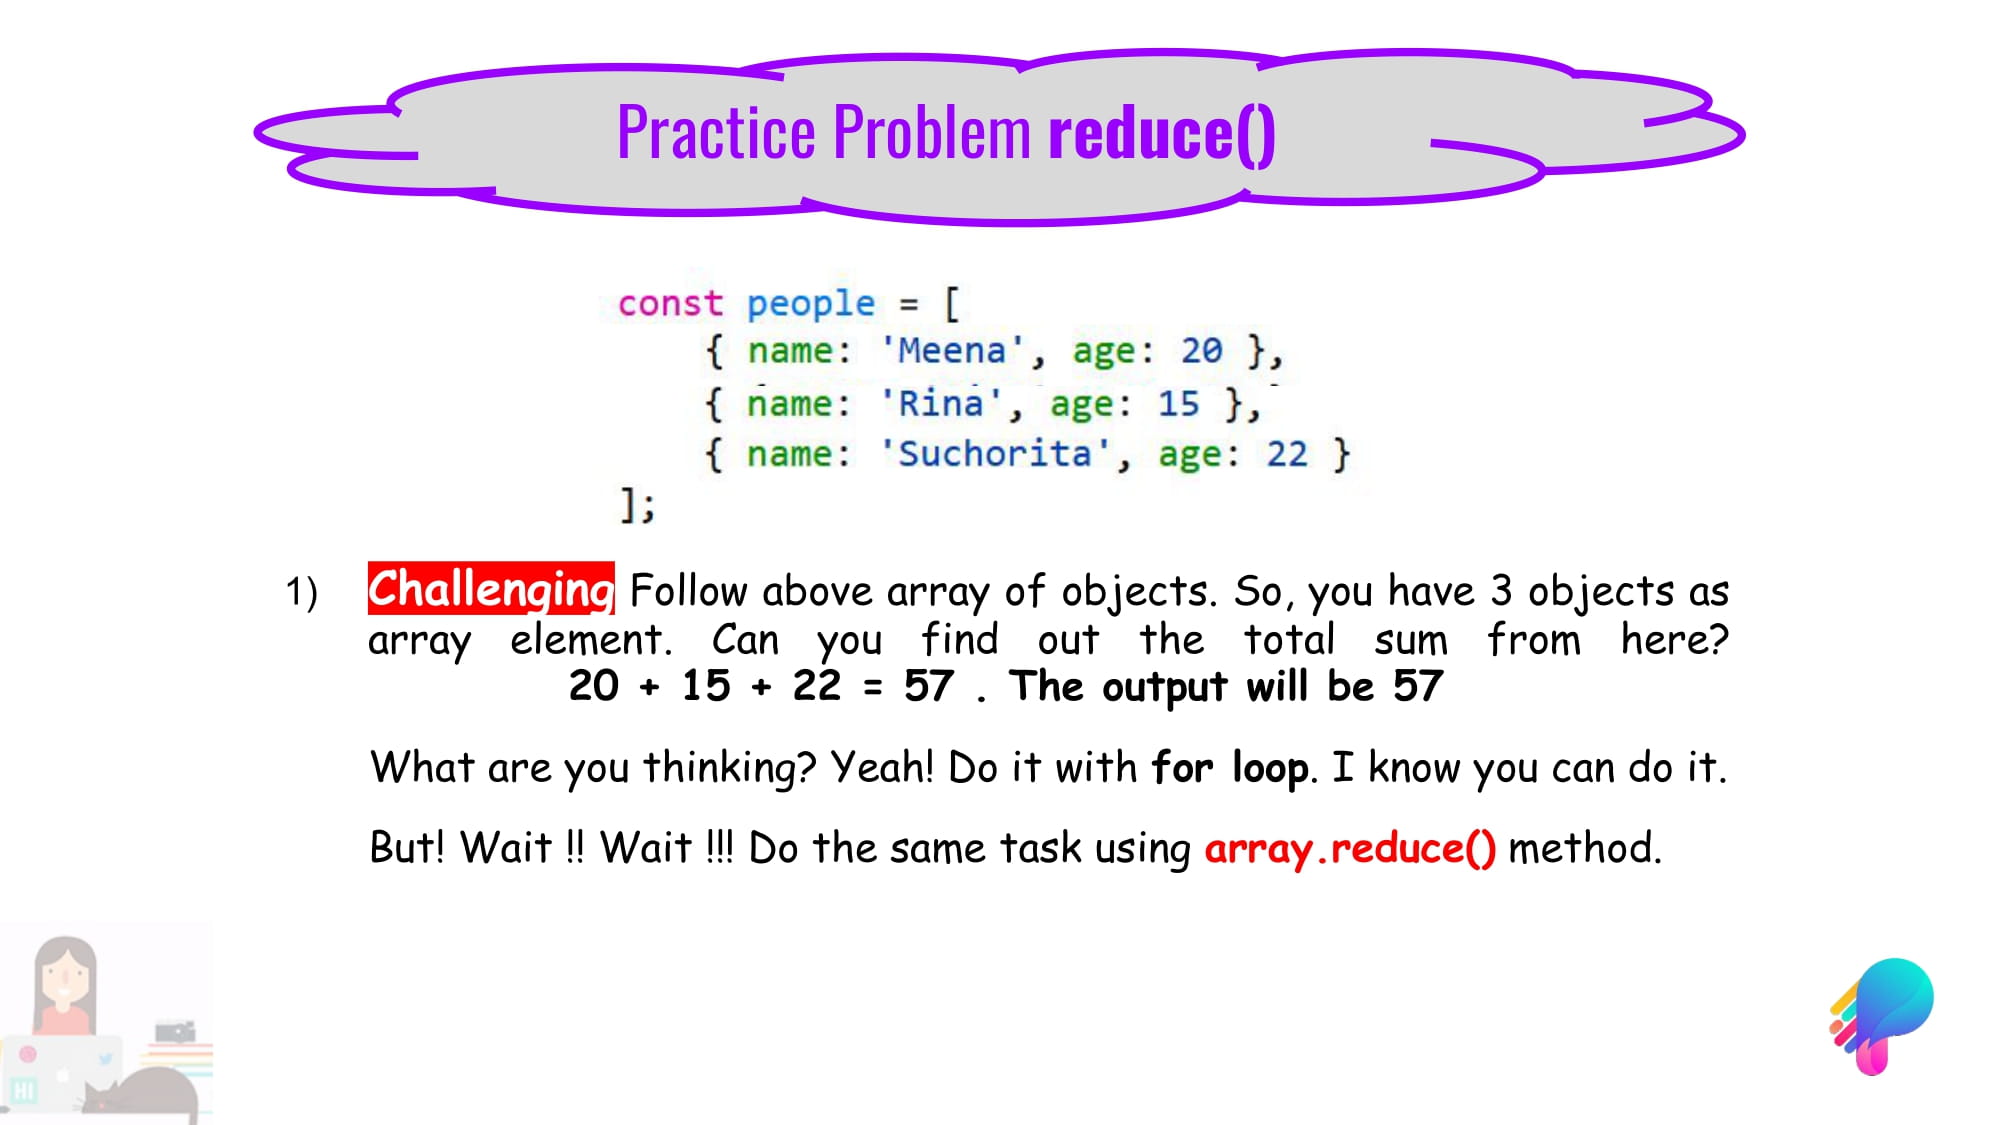 Practice Problem reduce()
const people = [
{ name: 'Meena', age: 20 },
{ name: 'Rina', age: 15 },
{ name: 'Suchorita', age: 22 }
];
1) Challenging Follow above array of objects. So, you have 3 objects as
array element. Can you find out the total sum from here?
20 + 15 + 22 = 57 . The output will be 57
What are you thinking? Yeah! Do it with for loop. I know you can do it.
But! Wait !! Wait !!! Do the same task using array.reduce() method.
HI